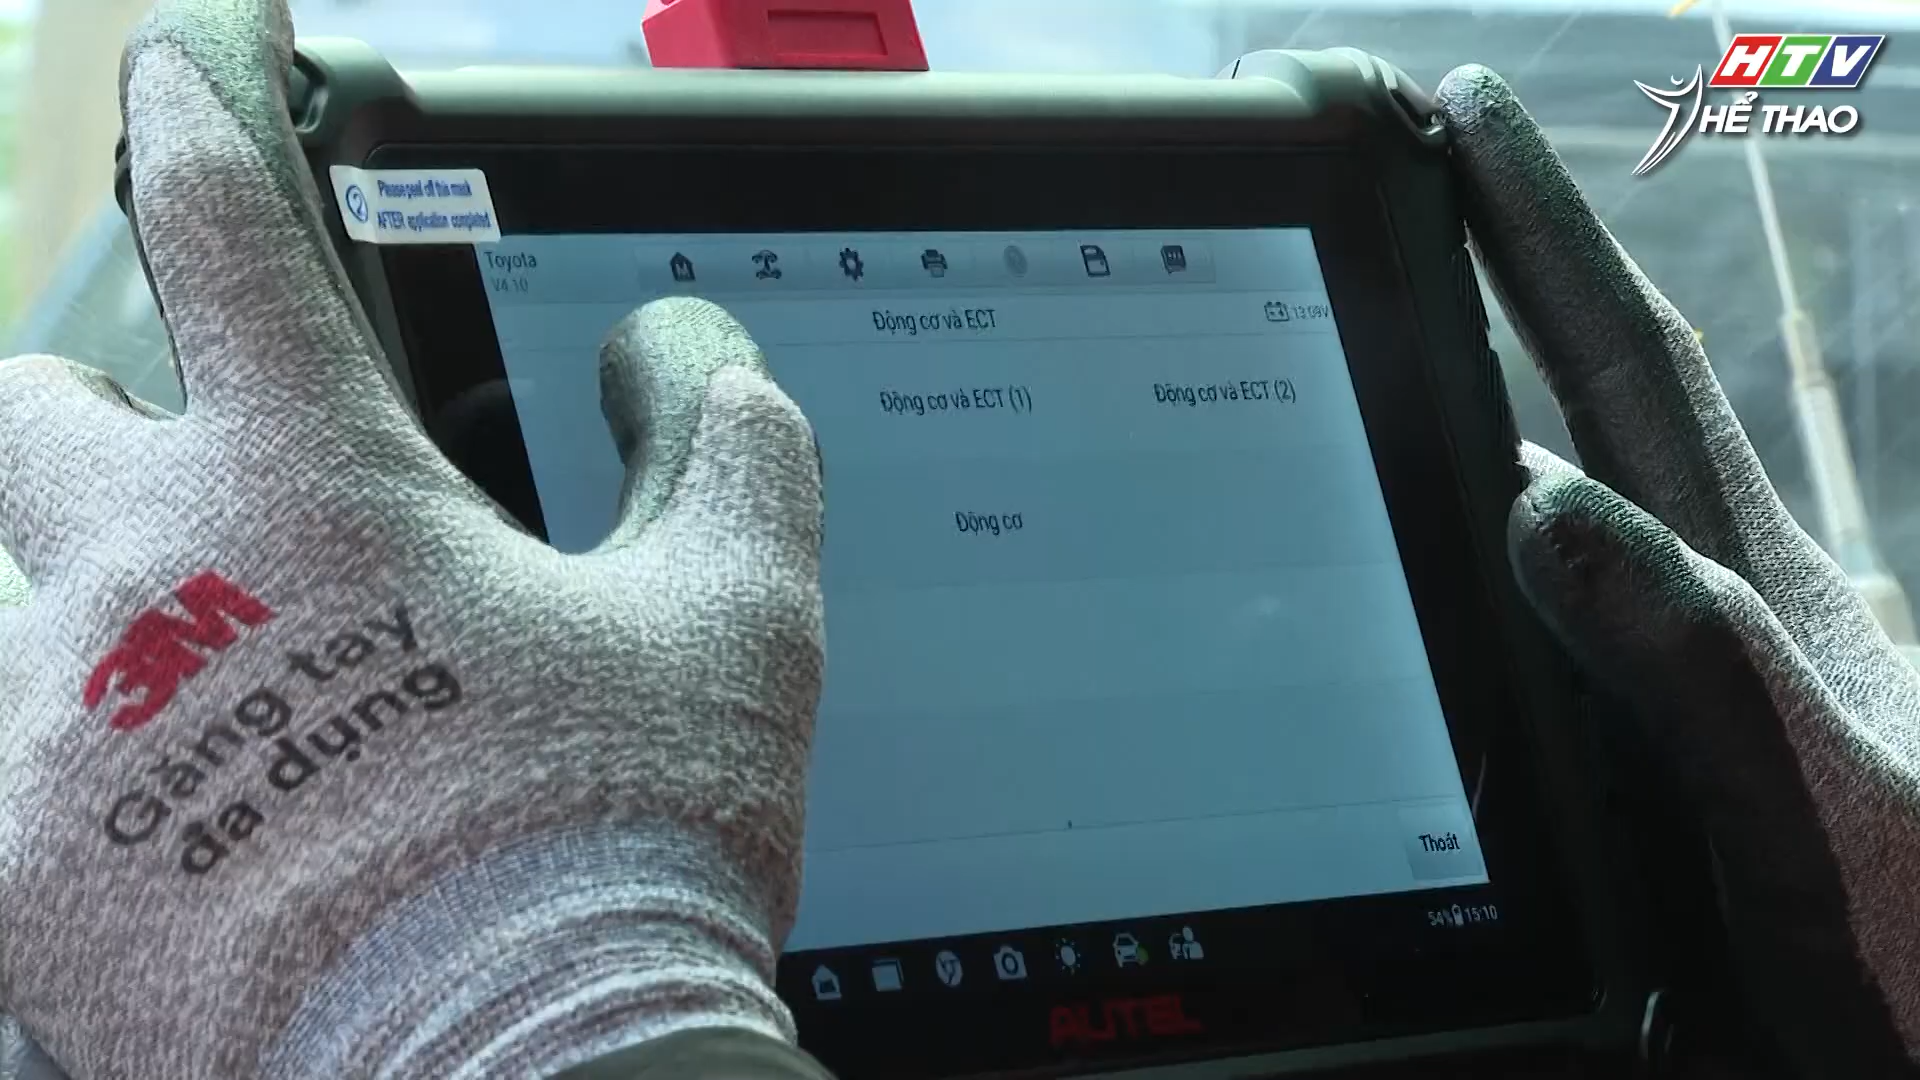 HTV
THỂ THAO
2
Please peel off this mask
AFTER application completed
Toyota
V4.10
Động cơ và ECT
13.09V
Động cơ và ECT (1)
Động cơ và ECT (2)
Động cơ
Thoát
54% 15:10
AUTEL
3M
Găng tay
đa dụng